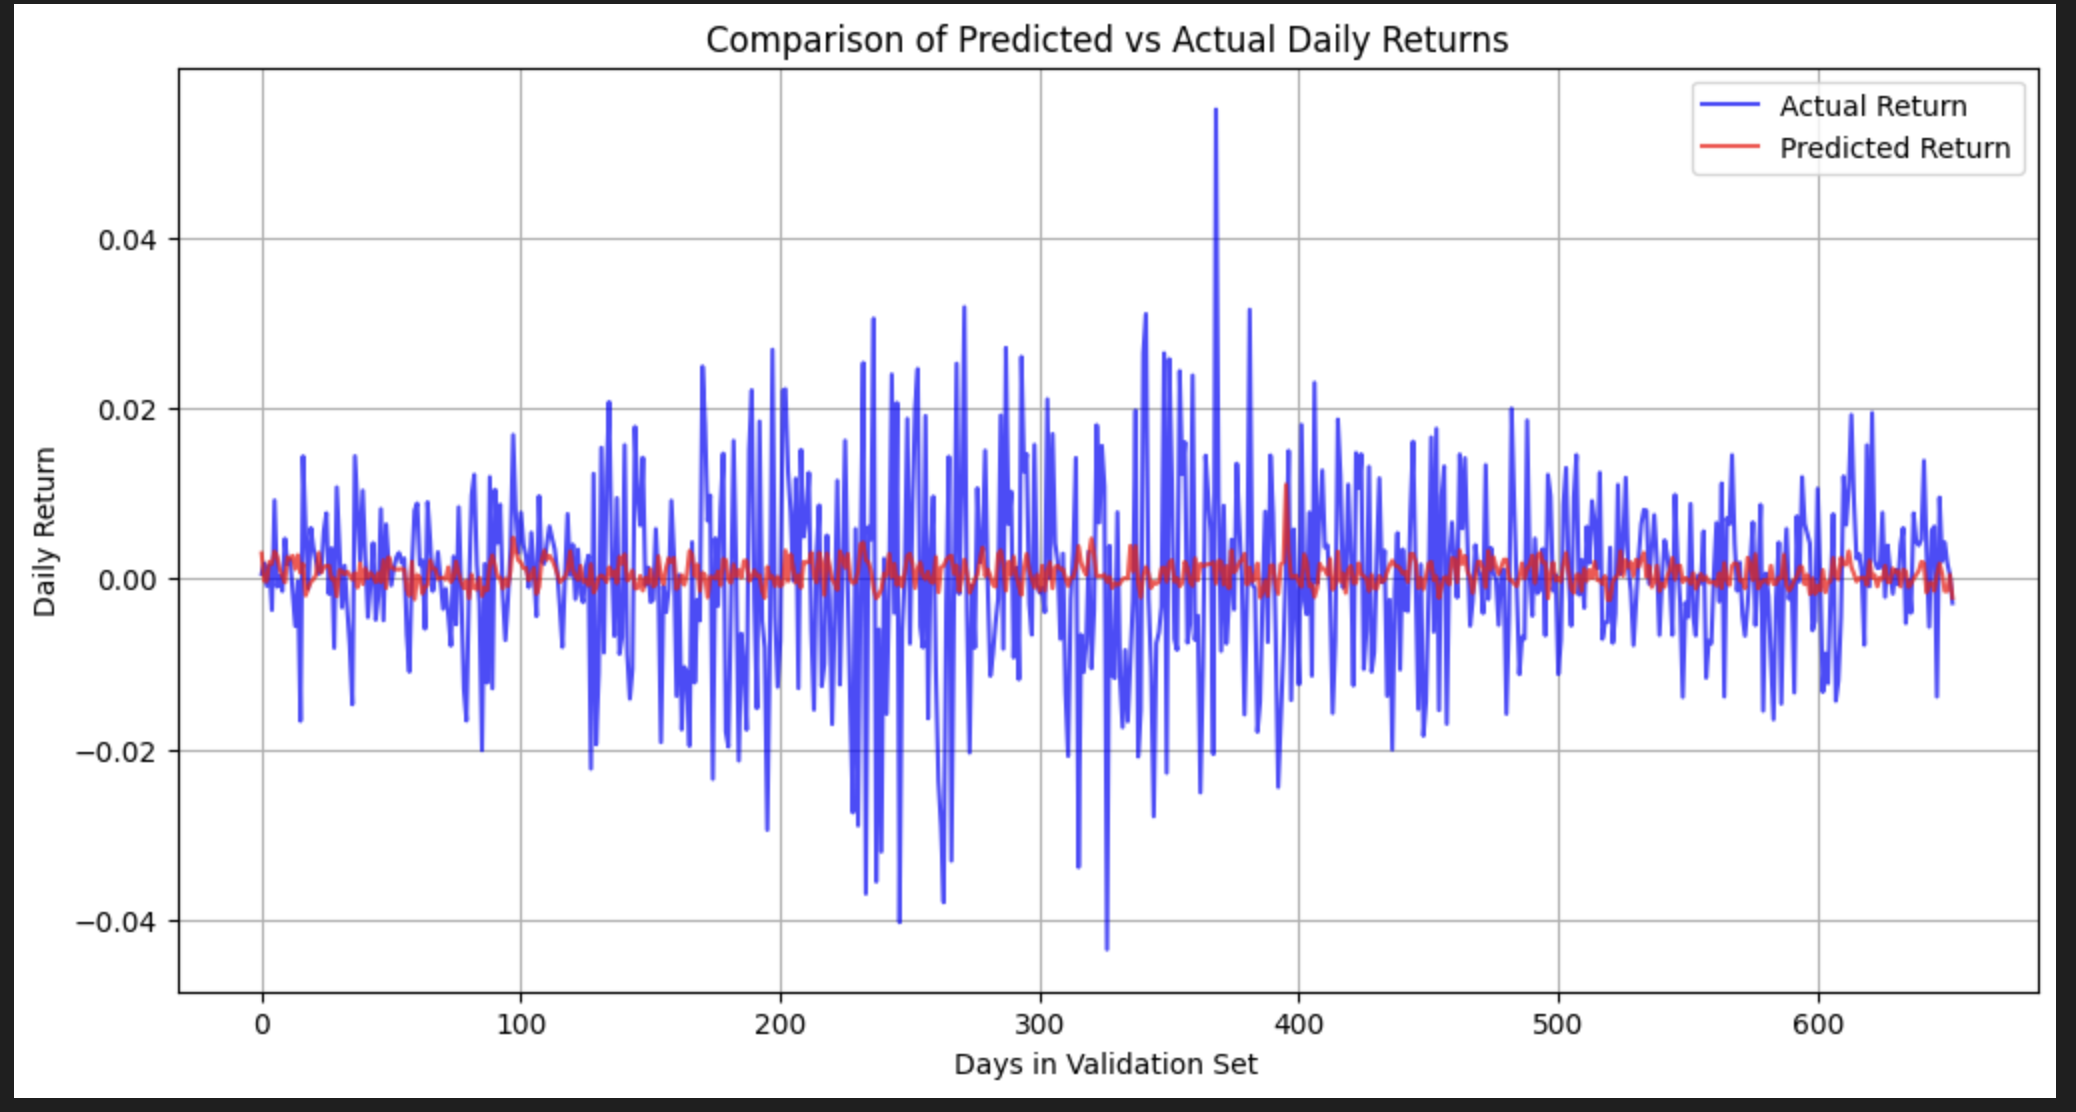 Comparison of Predicted vs Actual Daily Returns
Actual Return
Predicted Return
Daily Return
0.04
0.02
0.00
−0.02
−0.04
0 100 200 300 400 500 600
Days in Validation Set